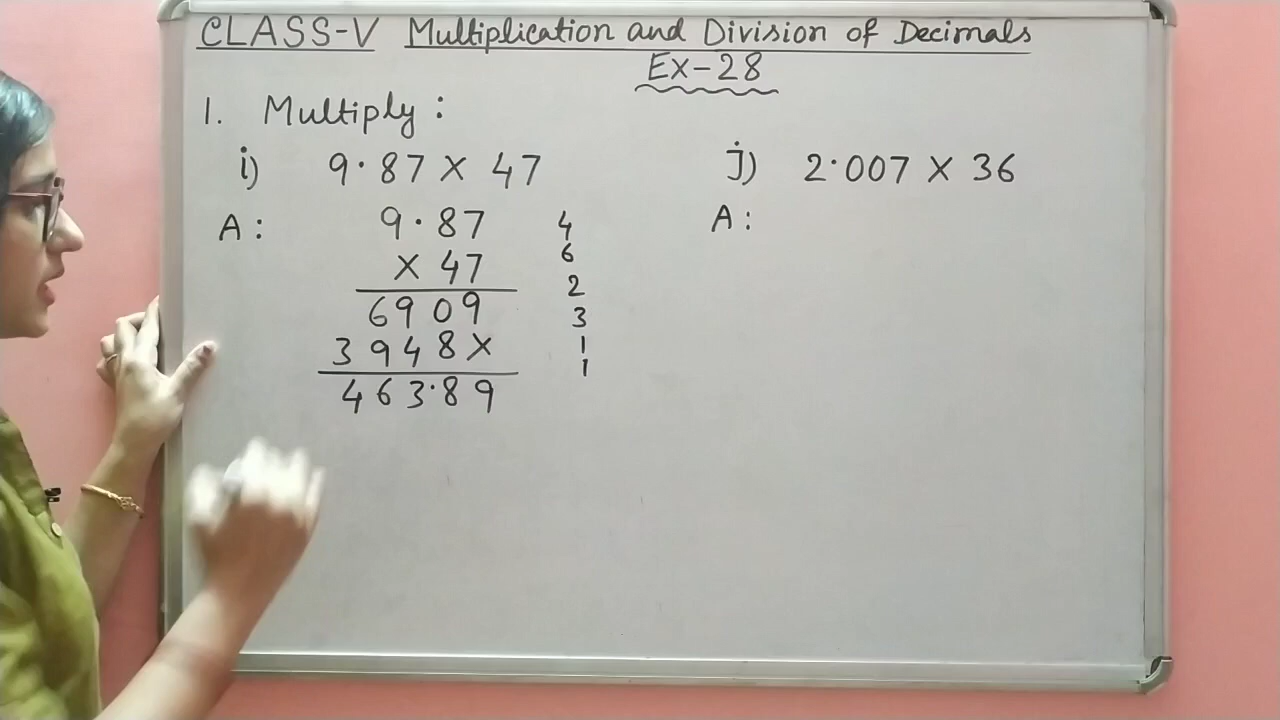 CLASS-V Multiplication and Division of Decimals
Ex-28
1. Multiply:
i) 9·87 X 47
A: 9·87
X 47
6909
3948X
463·89
4
6
2
3
1
1
j) 2·007 X 36
A: